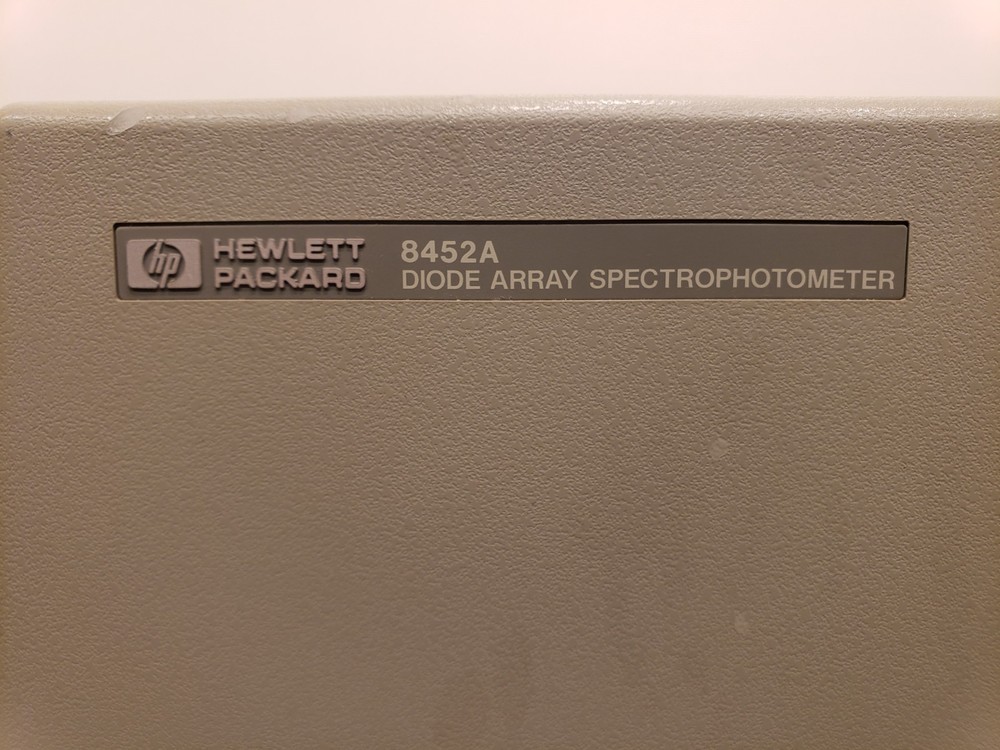 hp HEWLETT
PACKARD
8452A
DIODE ARRAY SPECTROPHOTOMETER